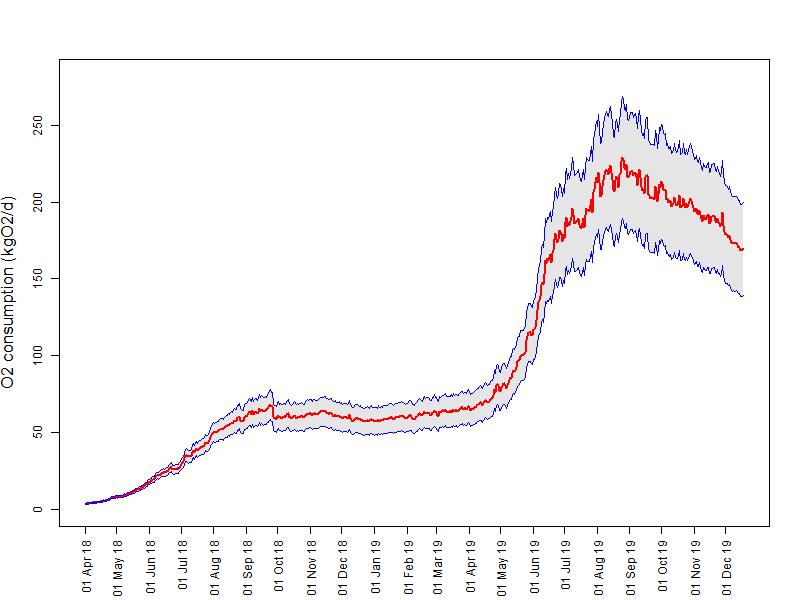 O2 consumption (kgO2/d)
250
200
150
100
50
0
01 Apr 18
01 May 18
01 Jun 18
01 Jul 18
01 Aug 18
01 Sep 18
01 Oct 18
01 Nov 18
01 Dec 18
01 Jan 19
01 Feb 19
01 Mar 19
01 Apr 19
01 May 19
01 Jun 19
01 Jul 19
01 Aug 19
01 Sep 19
01 Oct 19
01 Nov 19
01 Dec 19